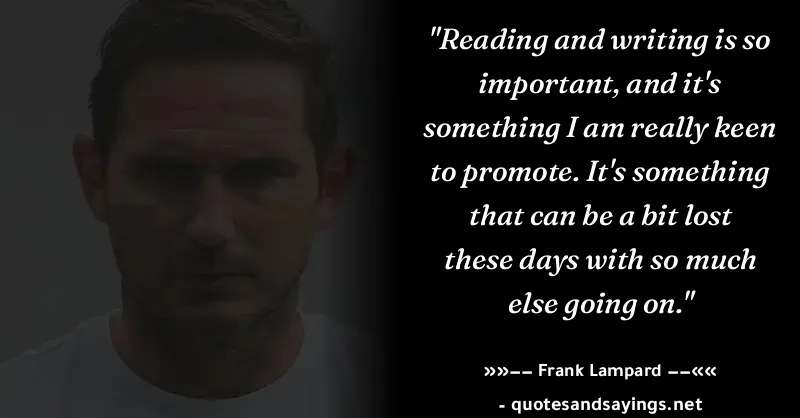 "Reading and writing is so
important, and it's
something I am really keen
to promote. It's something
that can be a bit lost
these days with so much
else going on."
»»–– Frank Lampard ––««
- quotesandsayings.net